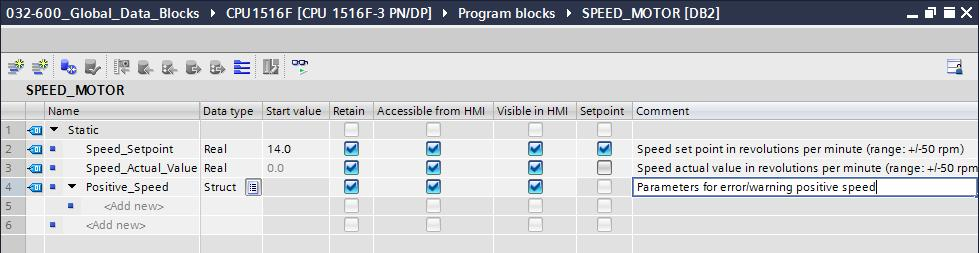 032-600_Global_Data_Blocks ▸ CPU1516F [CPU 1516F-3 PN/DP] ▸ Program blocks ▸ SPEED_MOTOR [DB2]
SPEED_MOTOR
Name Data type Start value Retain Accessible from HMI Visible in HMI Setpoint Comment
1 Static
2 Speed_Setpoint Real 14.0 Speed set point in revolutions per minute (range: +/-50 rpm)
3 Speed_Actual_Value Real 0.0 Speed actual value in revolutions per minute (range: +/-50 rpm
4 Positive_Speed Struct Parameters for error/warning positive speed
5 <Add new>
6 <Add new>